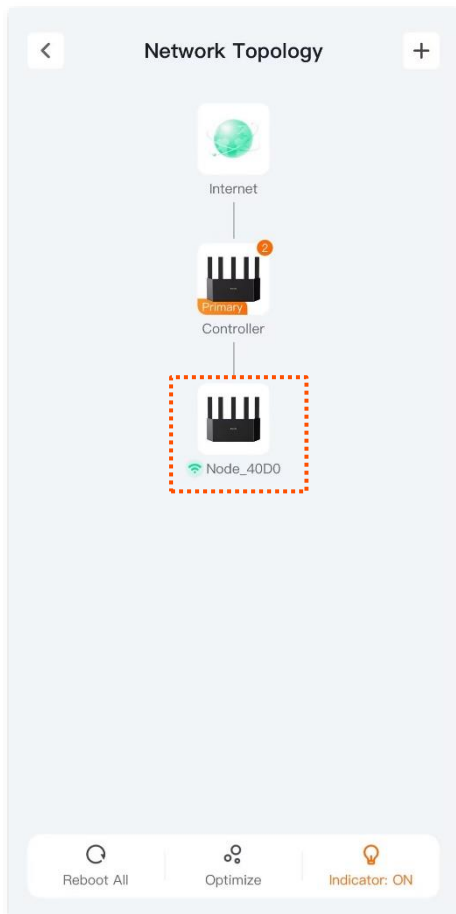 Network Topology
Internet
2
Primary
Controller
Node_40D0
Reboot All
Optimize
Indicator: ON